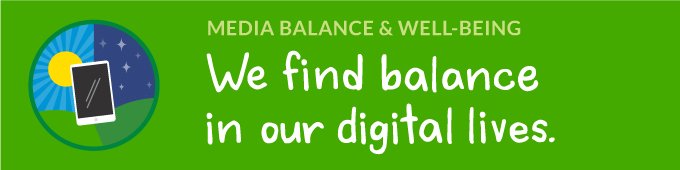 MEDIA BALANCE & WELL-BEING
We find balance
in our digital lives.